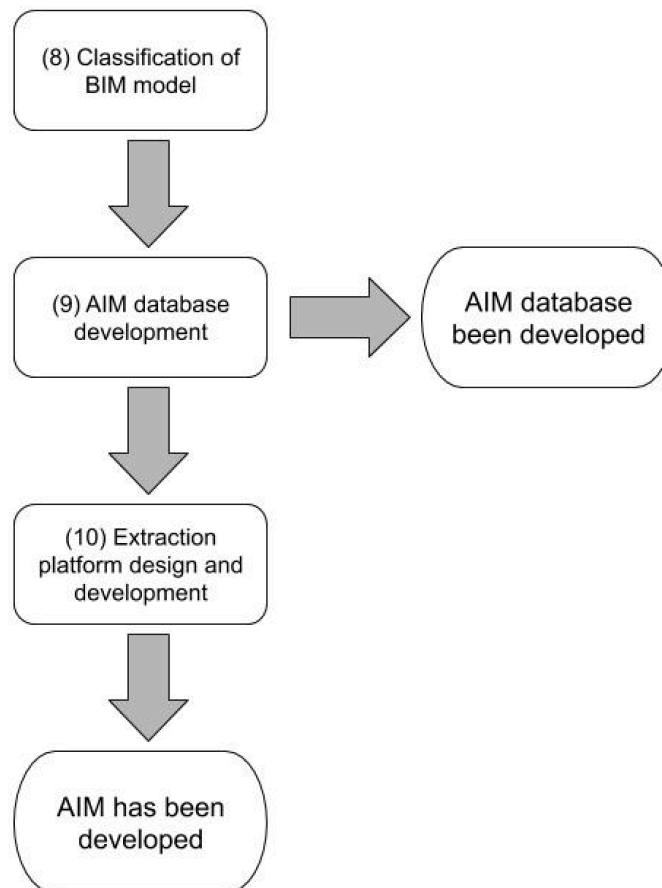 (8) Classification of
BIM model
(9) AIM database
development
AIM database
been developed
(10) Extraction
platform design and
development
AIM has been
developed